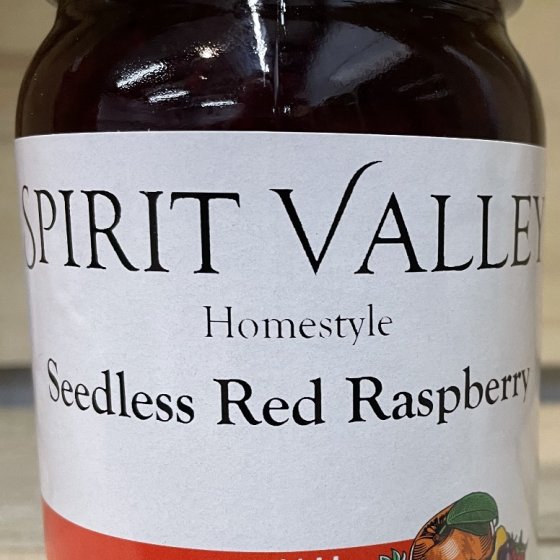 SPIRIT VALLEY
Homestyle
Seedless Red Raspberry